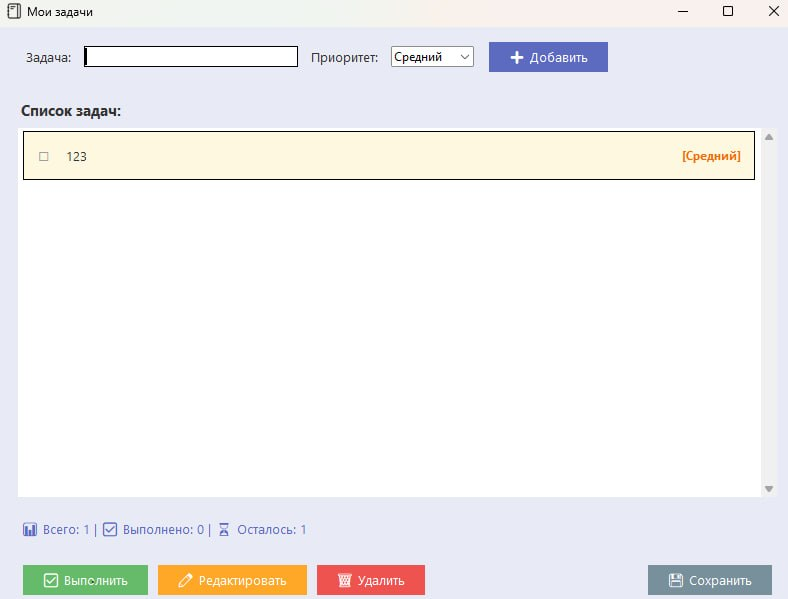 Мои задачи
Задача: Приоритет: Средний Добавить
Список задач:
123 [Средний]
Всего: 1 | Выполнено: 0 | Осталось: 1
Выполнить Редактировать Удалить Сохранить